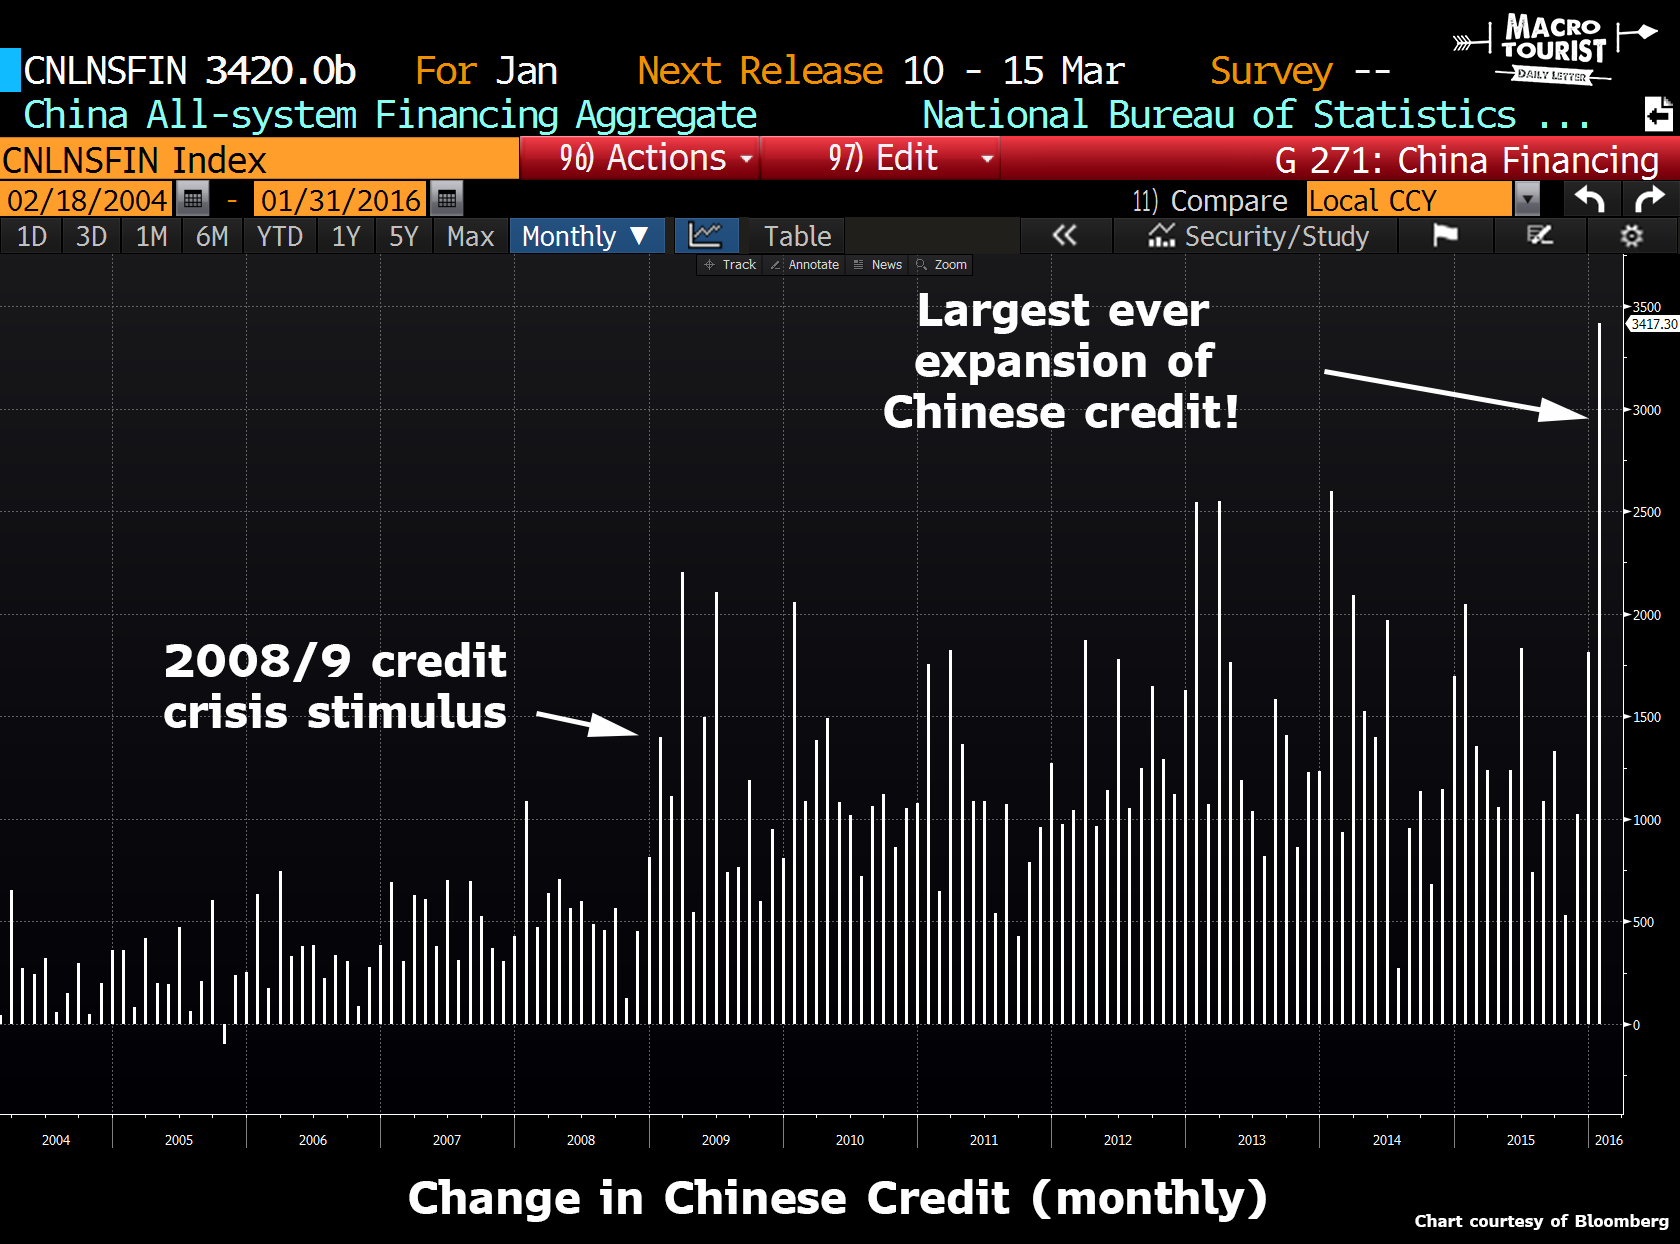 MACRO
TOURIST
DAILY LETTER
CNLNSFIN 3420.0b For Jan Next Release 10 - 15 Mar Survey --
China All-system Financing Aggregate National Bureau of Statistics ...
CNLNSFIN Index 96) Actions 97) Edit G 271: China Financing
02/18/2004 - 01/31/2016 11) Compare Local CCY
1D 3D 1M 6M YTD 1Y 5Y Max Monthly ▼ Table « Security/Study
Track Annotate News Zoom
Largest ever
expansion of
Chinese credit!
3500
3417.30
3000
2500
2000
2008/9 credit
crisis stimulus
1500
1000
500
0
2004 2005 2006 2007 2008 2009 2010 2011 2012 2013 2014 2015 2016
Change in Chinese Credit (monthly)
Chart courtesy of Bloomberg